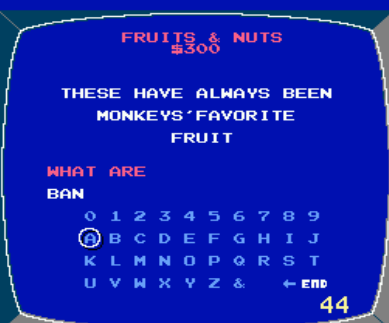 FRUITS & NUTS
$300
THESE HAVE ALWAYS BEEN
MONKEYS'FAVORITE
FRUIT
WHAT ARE
BAN
0 1 2 3 4 5 6 7 8 9
A B C D E F G H I J
K L M N O P Q R S T
U V W X Y Z & ← END
44